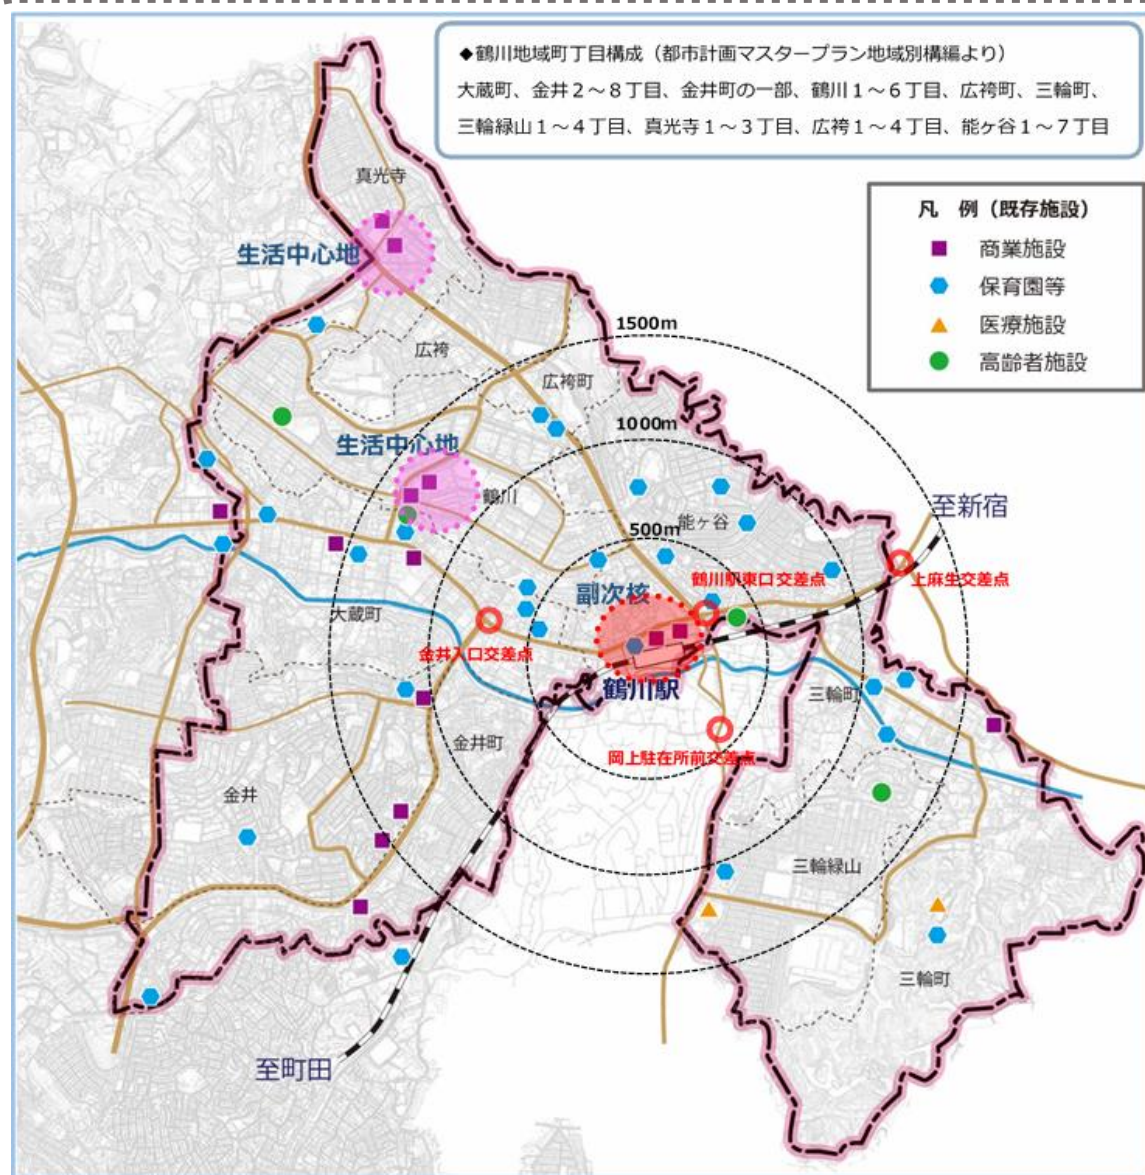 ◆鶴川地域町丁目構成（都市計画マスタープラン地域別構編より）
大蔵町、金井２～８丁目、金井町の一部、鶴川１～６丁目、広袴町、三輪町、
三輪緑山１～４丁目、真光寺１～３丁目、広袴１～４丁目、能ヶ谷１～７丁目
凡 例（既存施設）
商業施設
保育園等
医療施設
高齢者施設
真光寺
生活中心地
1500m
広袴
広袴町
1000m
生活中心地
鶴川
至新宿
能ヶ谷
500m
鶴川駅東口交差点
上麻生交差点
副次核
大蔵町
金井入口交差点
鶴川駅
三輪町
金井町
岡上駐在所前交差点
金井
三輪緑山
三輪町
至町田